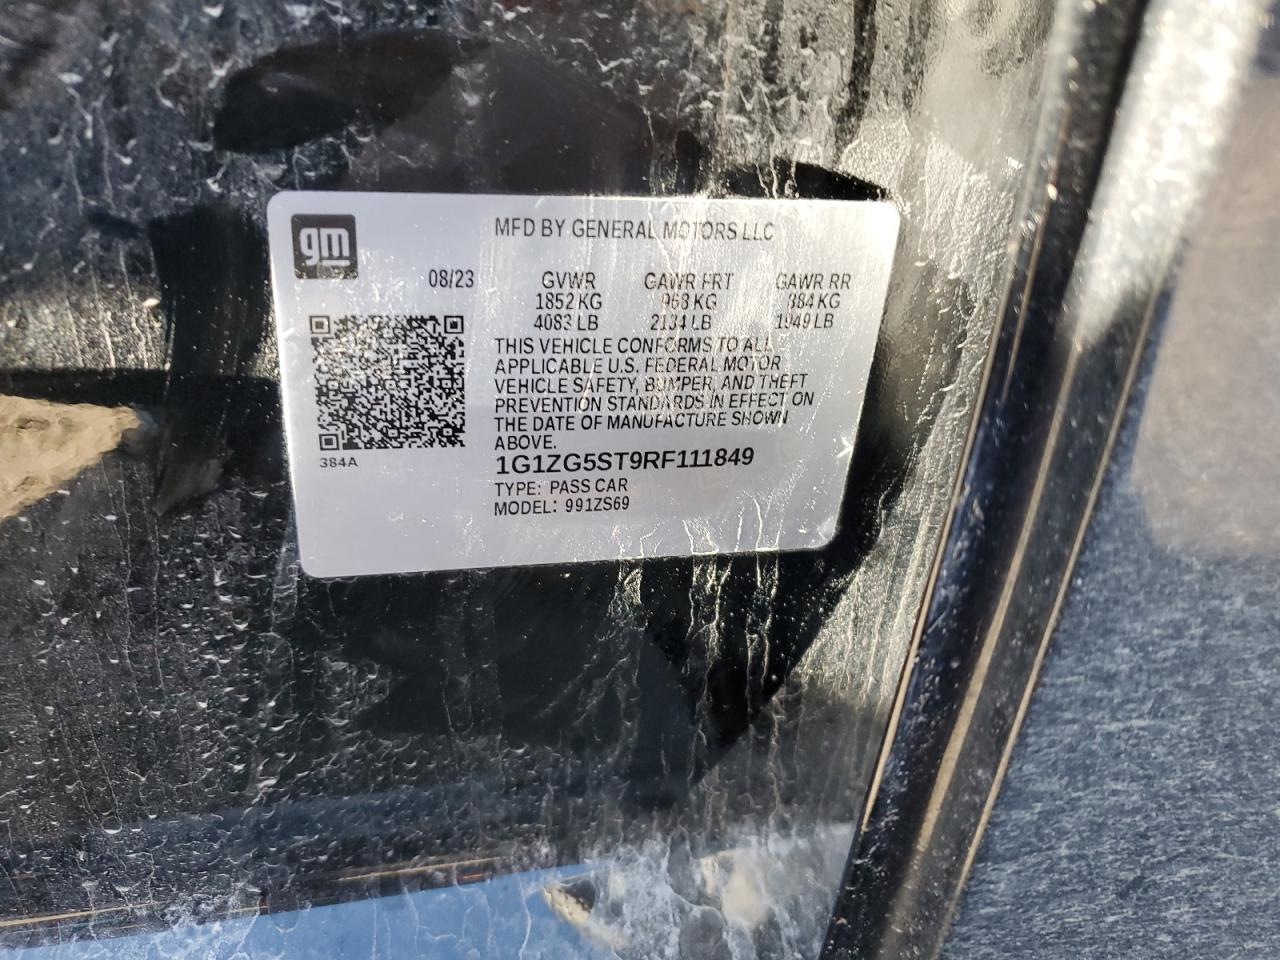 gm
MFD BY GENERAL MOTORS LLC
08/23 GVWR GAWR FRT GAWR RR
1852 KG 968 KG 884 KG
4083 LB 2134 LB 1949 LB
THIS VEHICLE CONFORMS TO ALL
APPLICABLE U.S. FEDERAL MOTOR
VEHICLE SAFETY, BUMPER, AND THEFT
PREVENTION STANDARDS IN EFFECT ON
THE DATE OF MANUFACTURE SHOWN
ABOVE.
384A
1G1ZG5ST9RF111849
TYPE: PASS CAR
MODEL: 991ZS69